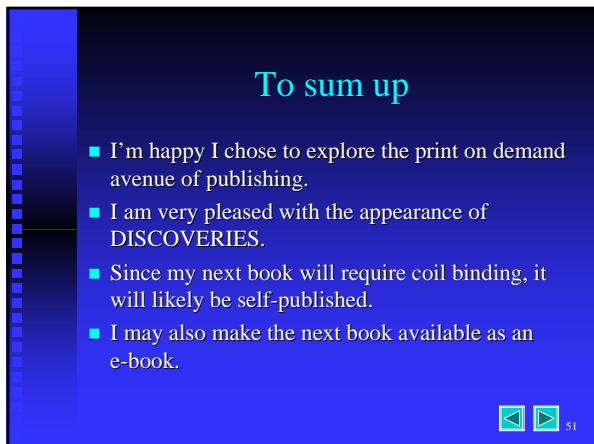 To sum up
I'm happy I chose to explore the print on demand
avenue of publishing.
I am very pleased with the appearance of
DISCOVERIES.
Since my next book will require coil binding, it
will likely be self-published.
I may also make the next book available as an
e-book.
51